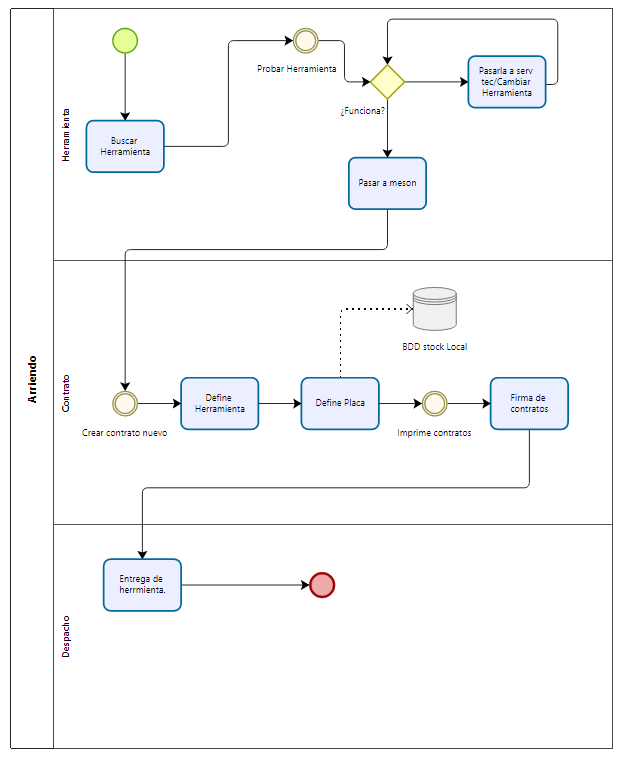 Arriendo
Herramienta
Buscar
Herramienta
Probar Herramienta
¿Funciona?
Pasarla a serv
tec/Cambiar
Herramienta
Pasar a meson
Contrato
Crear contrato nuevo
Define
Herramienta
Define Placa
BDD stock Local
Imprime contratos
Firma de
contratos
Despacho
Entrega de
herrmienta.